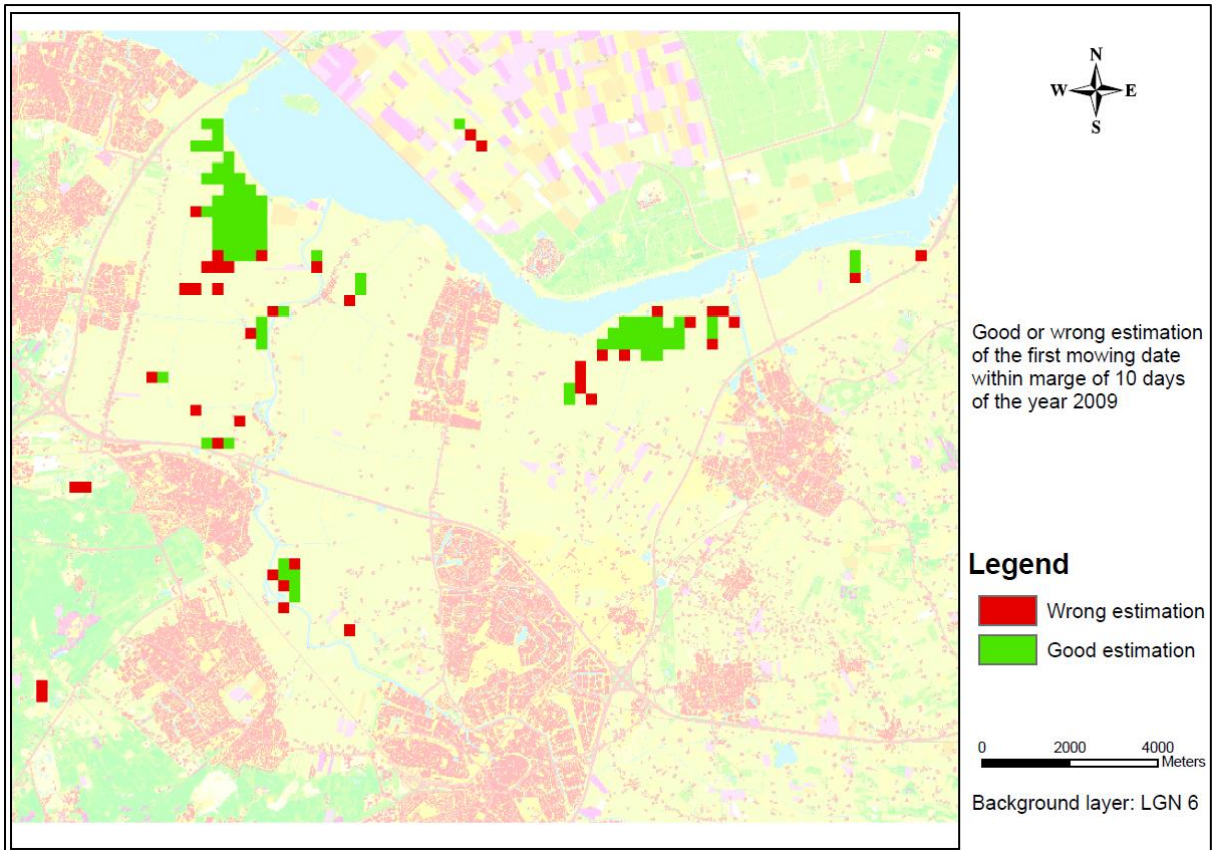 N
W E
S
Good or wrong estimation
of the first mowing date
within marge of 10 days
of the year 2009
Legend
Wrong estimation
Good estimation
0 2000 4000
Meters
Background layer: LGN 6